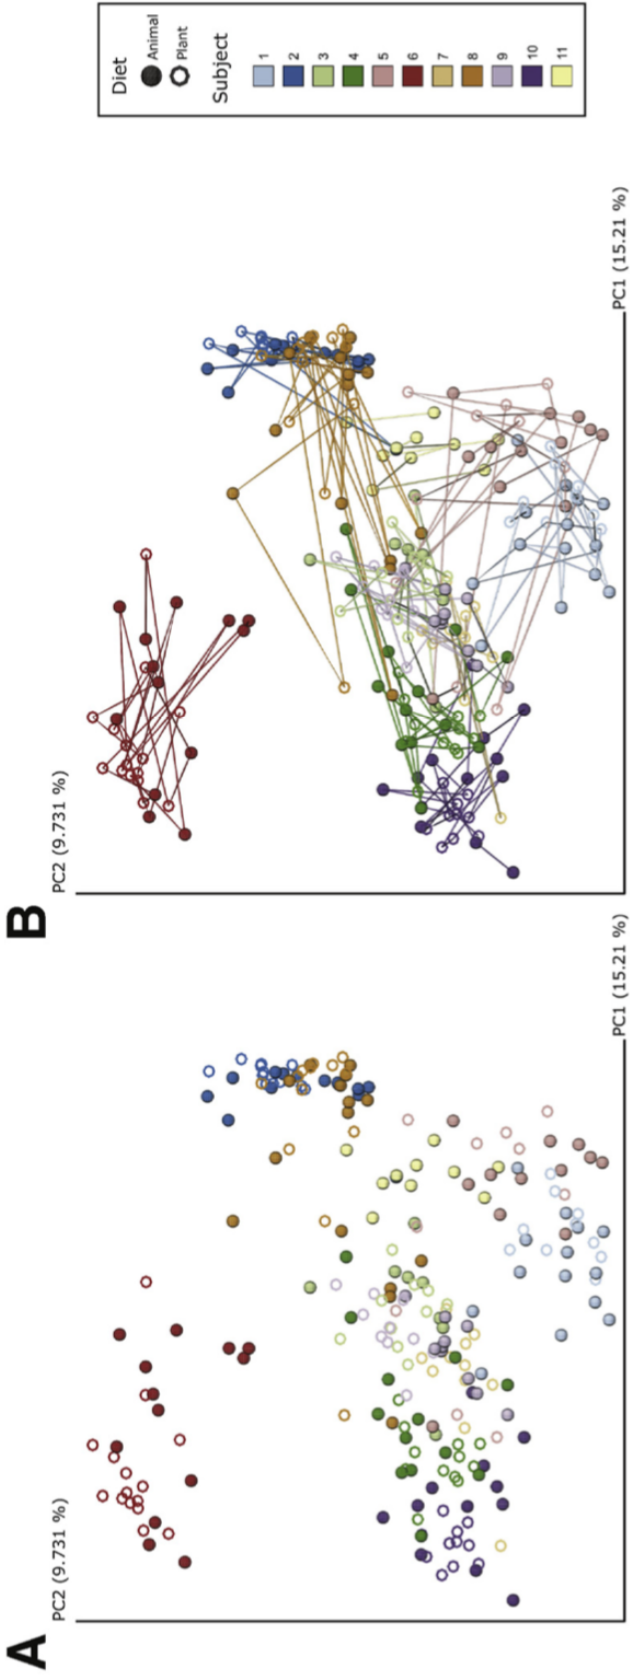 A
PC2 (9.731 %)
PC1 (15.21 %)
B
PC2 (9.731 %)
PC1 (15.21 %)
Diet
Animal
Plant
Subject
1
2
3
4
5
6
7
8
9
10
11